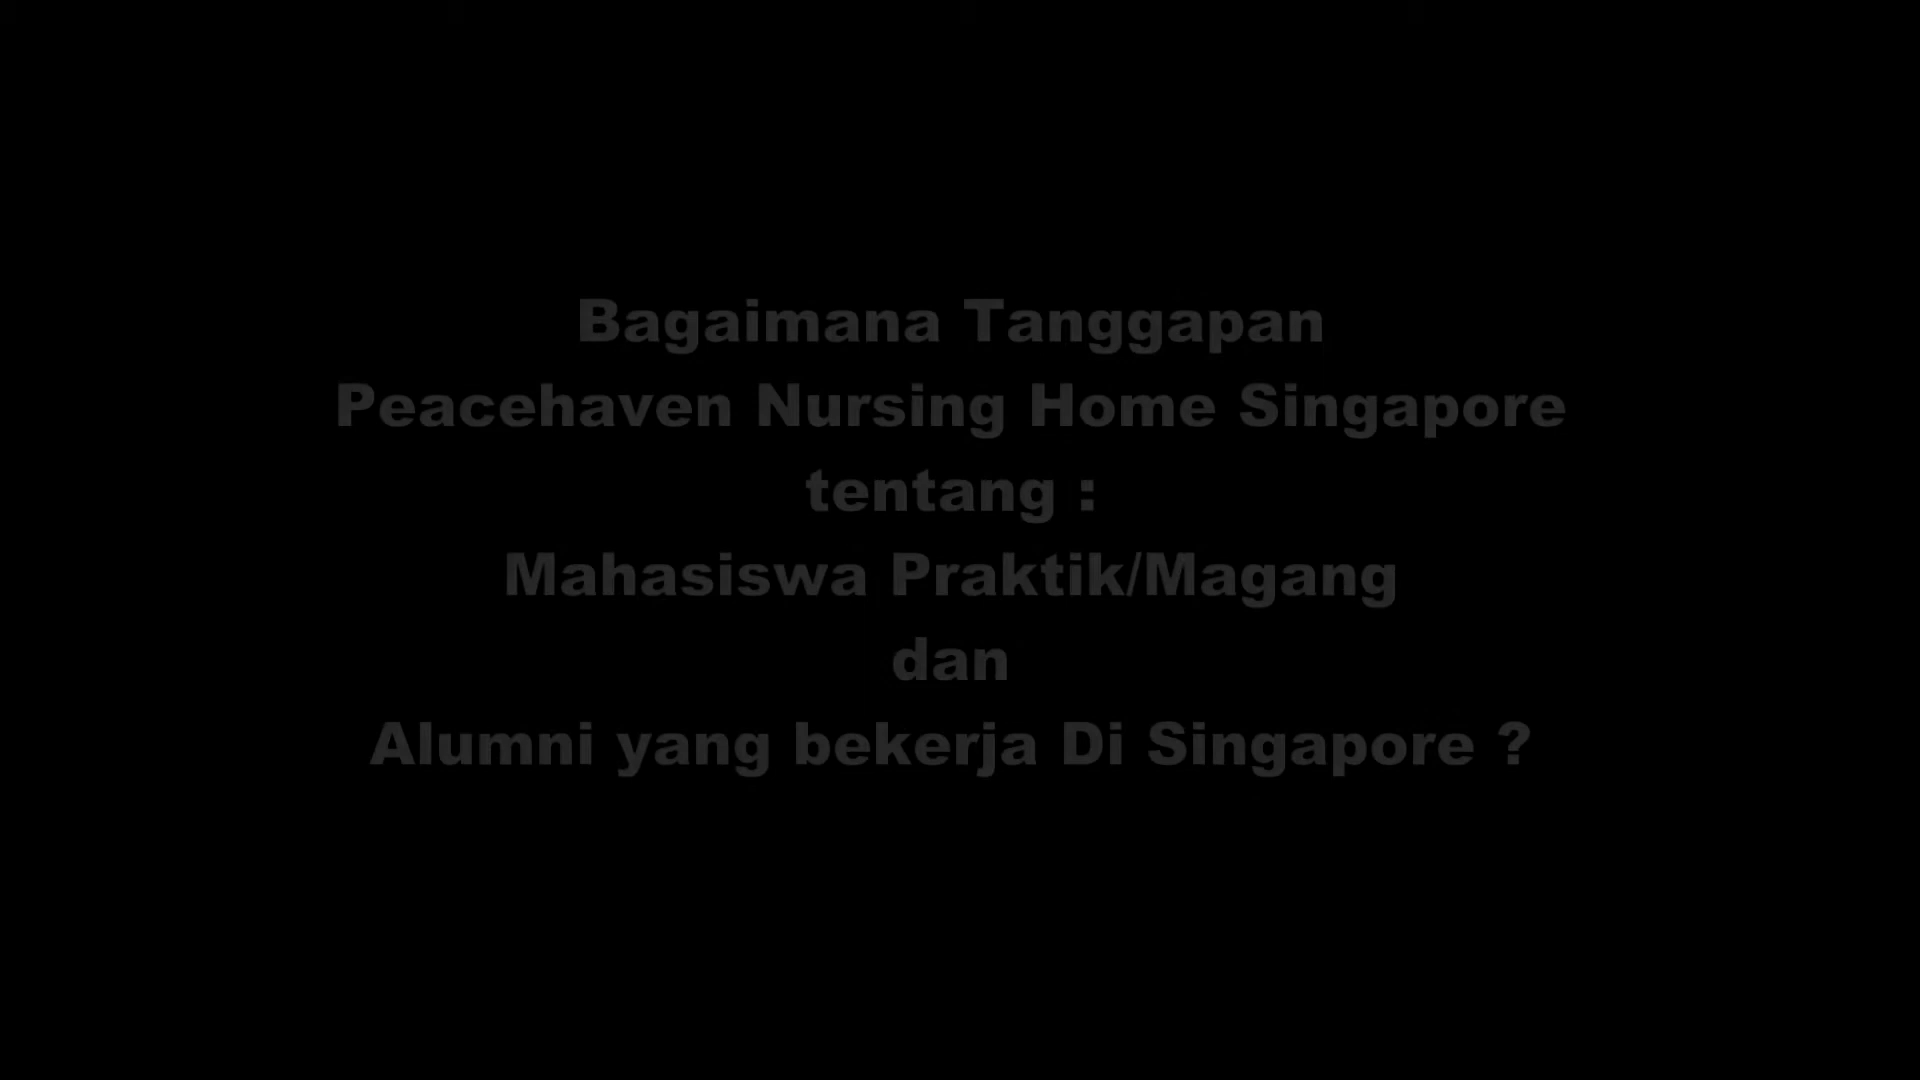 Bagaimana Tanggapan
Peacehaven Nursing Home Singapore
tentang :
Mahasiswa Praktik/Magang
dan
Alumni yang bekerja Di Singapore ?